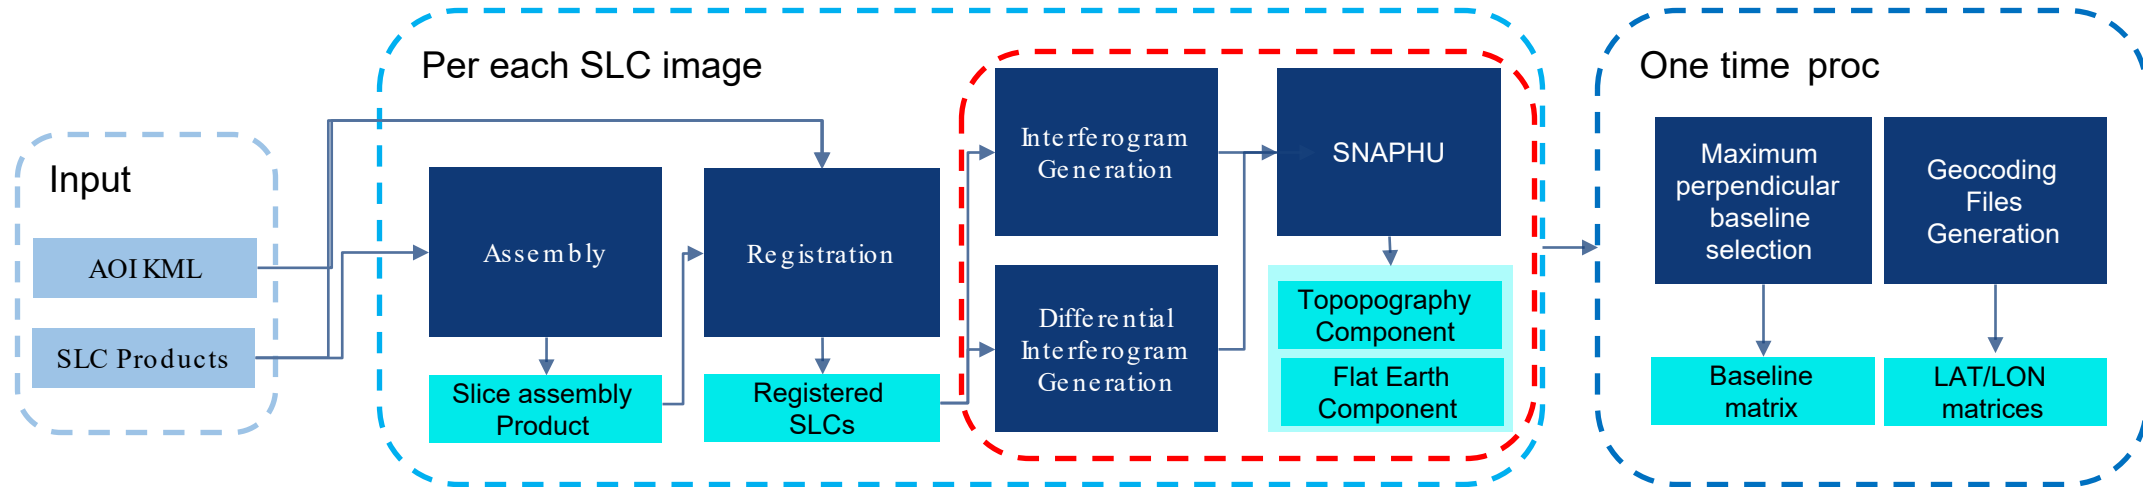 Input
AOI KML
SLC Products
Per each SLC image
Assembly
Slice assembly
Product
Registration
Registered
SLCs
Interferogram
Generation
Differential
Interferogram
Generation
SNAPHU
Topopography
Component
Flat Earth
Component
One time proc
Maximum
perpendicular
baseline
selection
Baseline
matrix
Geocoding
Files
Generation
LAT/LON
matrices